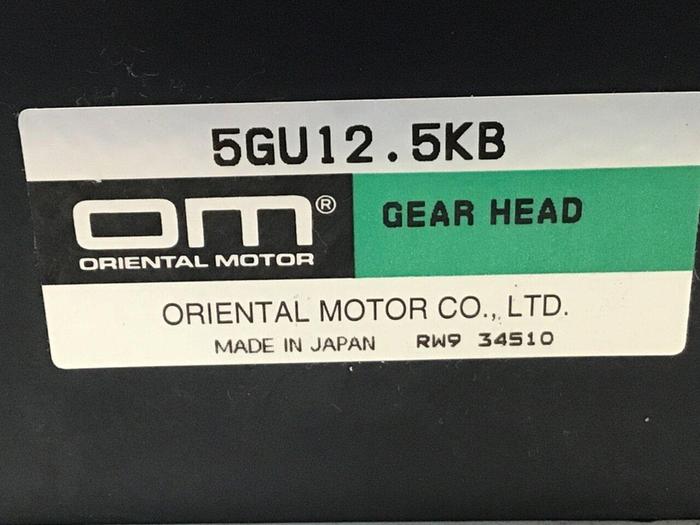 5GU12.5KB
OM®
ORIENTAL MOTOR
GEAR HEAD
ORIENTAL MOTOR CO., LTD.
MADE IN JAPAN RW9 34510